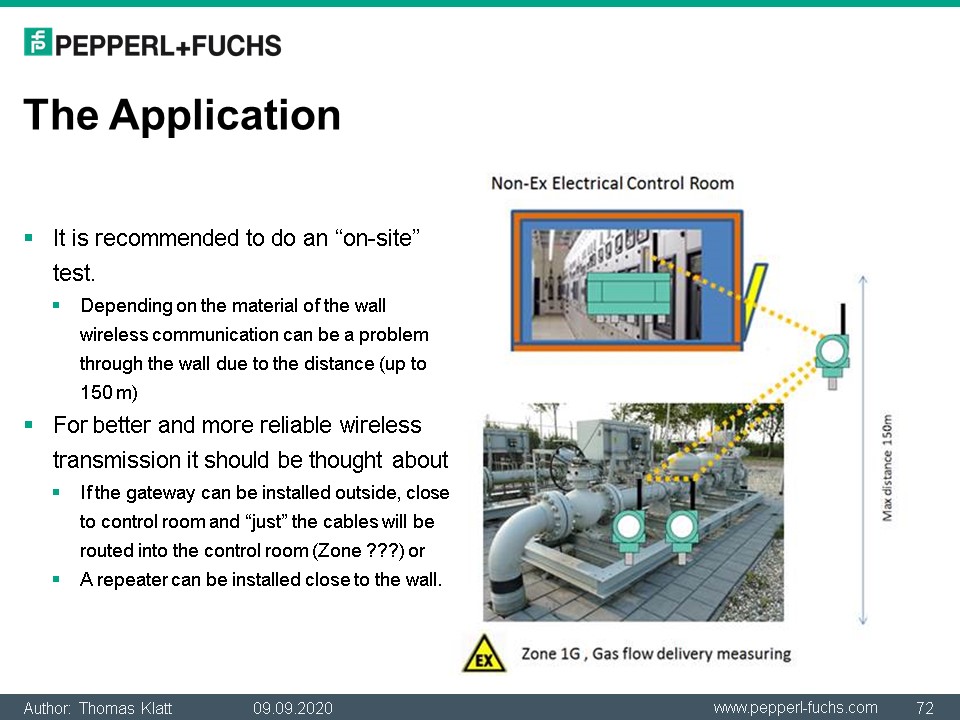 PEPPERL+FUCHS
The Application
▪ It is recommended to do an “on-site”
test.
▪ Depending on the material of the wall
wireless communication can be a problem
through the wall due to the distance (up to
150 m)
▪ For better and more reliable wireless
transmission it should be thought about
▪ If the gateway can be installed outside, close
to control room and “just” the cables will be
routed into the control room (Zone ???) or
▪ A repeater can be installed close to the wall.
Non-Ex Electrical Control Room
Max distance 150m
EX
Zone 1G , Gas flow delivery measuring
Author: Thomas Klatt 09.09.2020 www.pepperl-fuchs.com 72